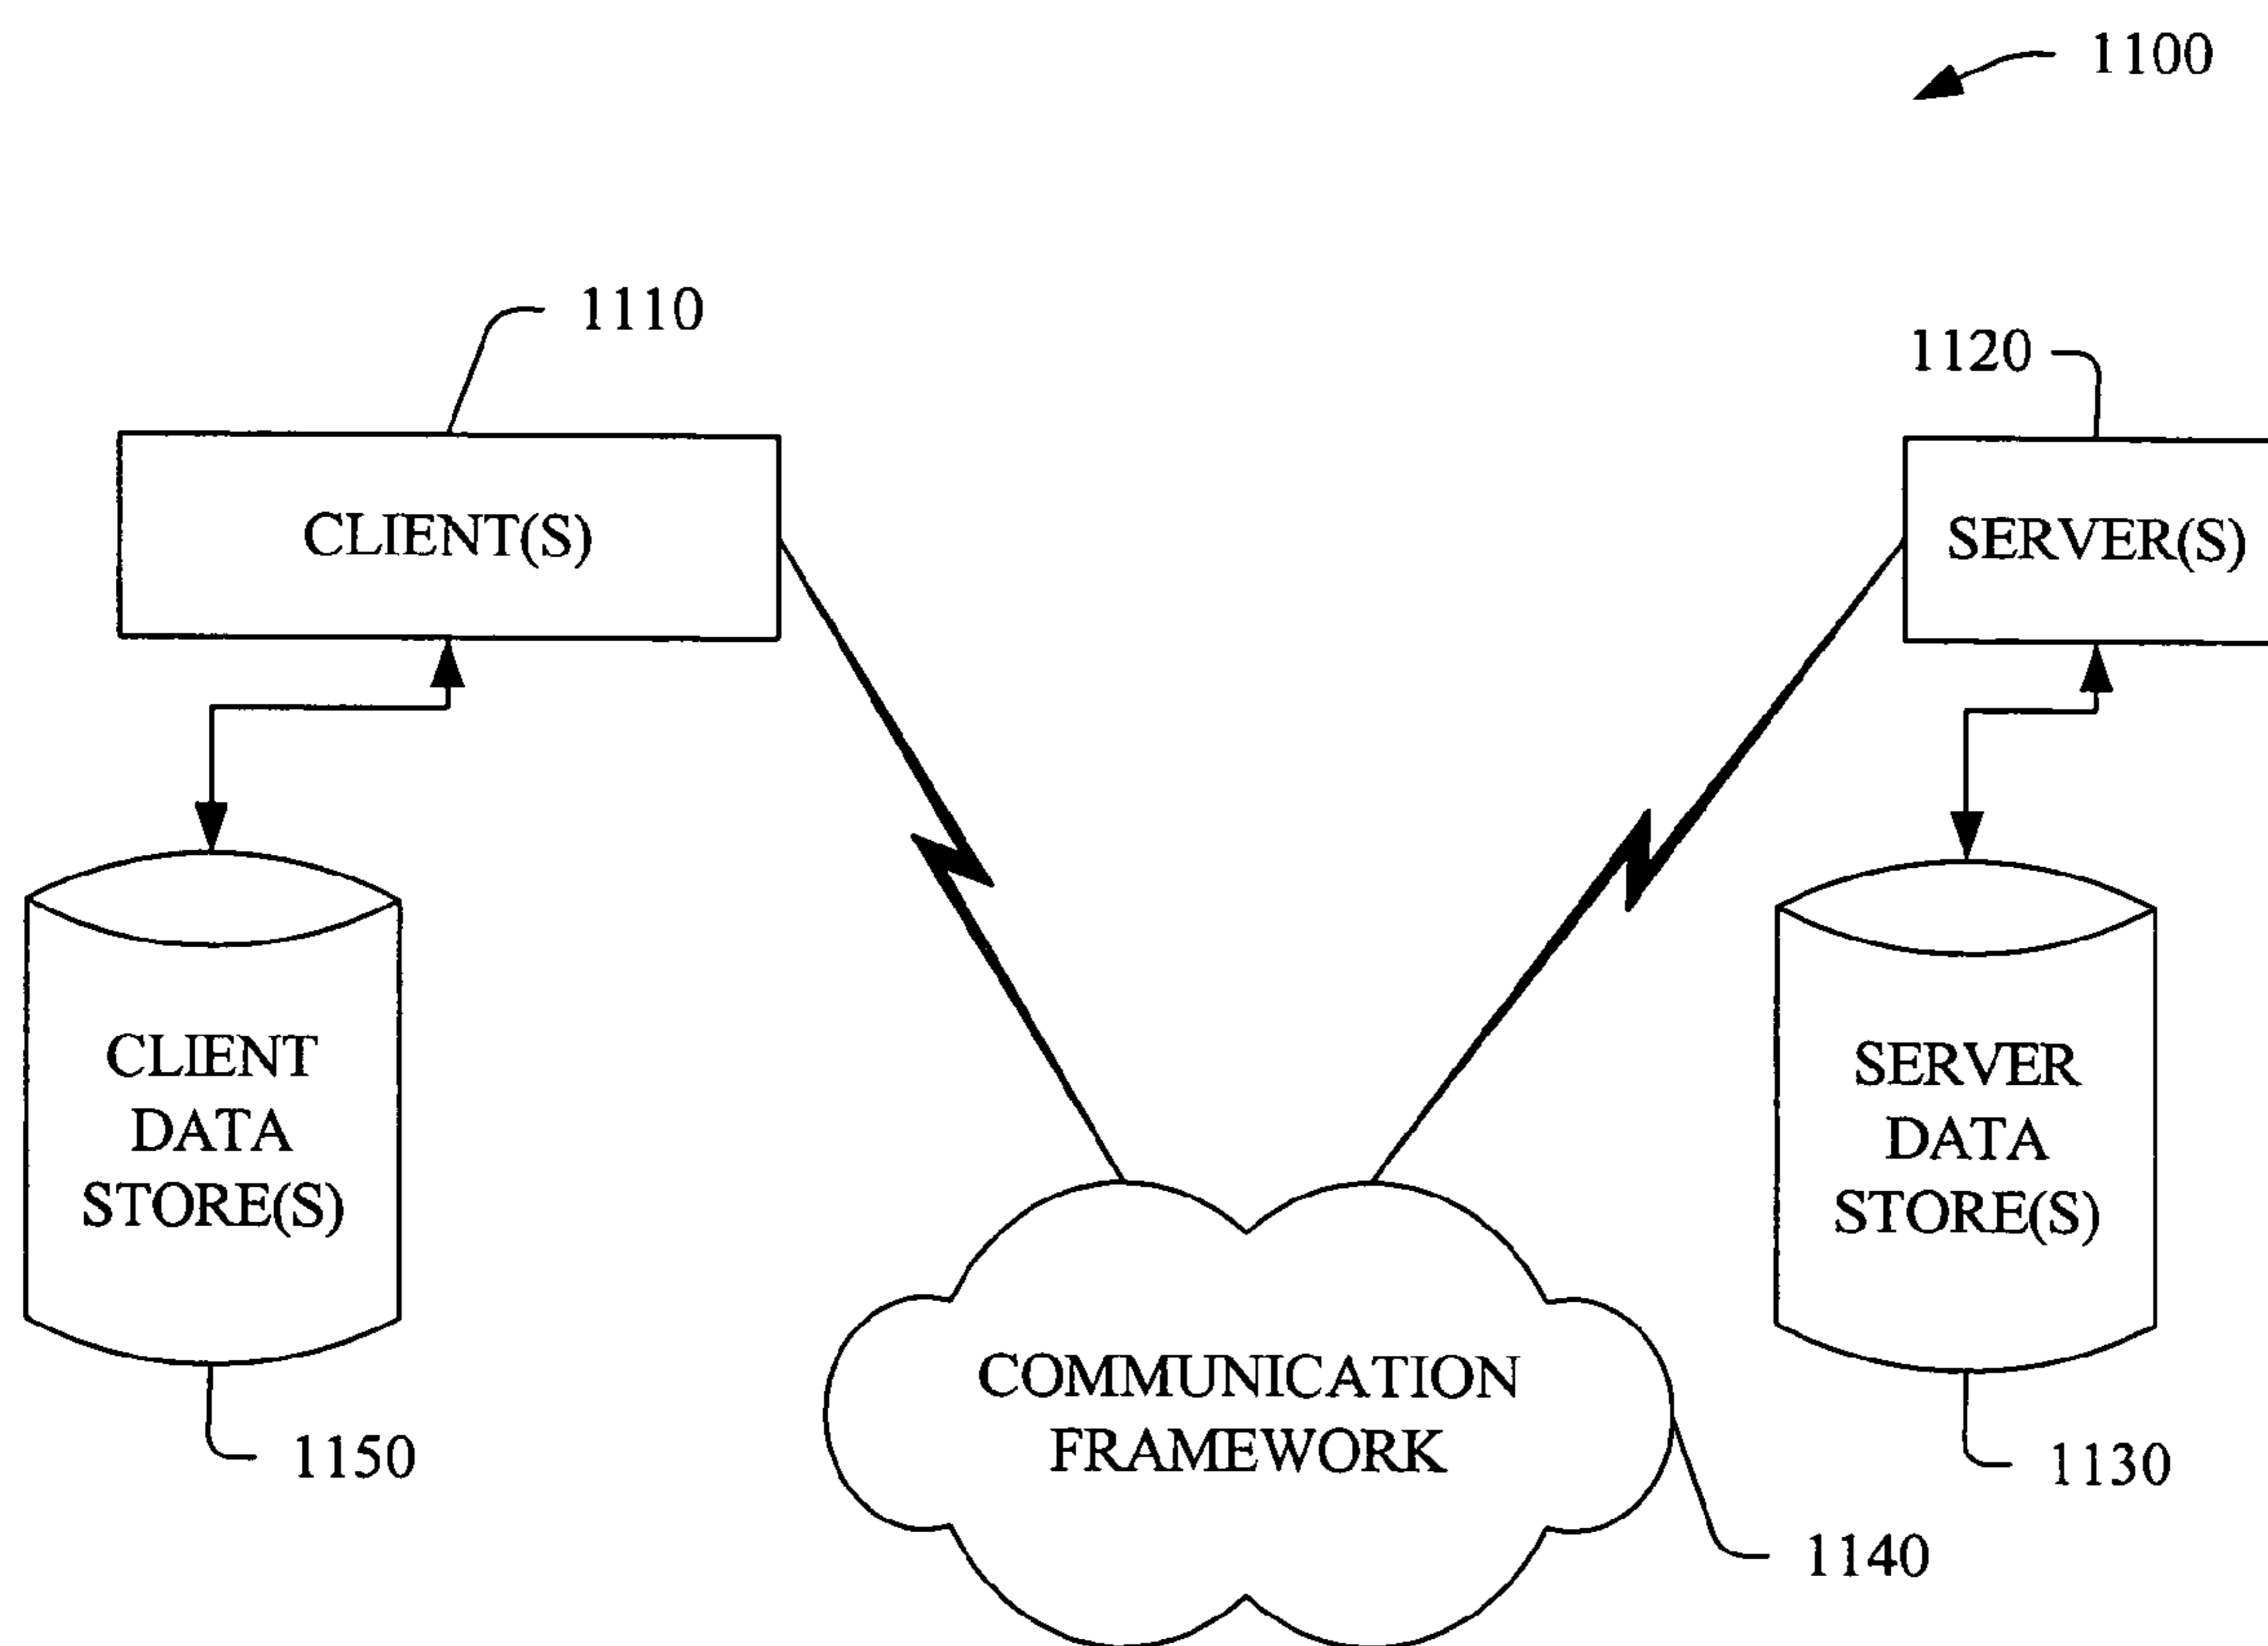 1100
1110
1120
CLIENT(S)
SERVER(S)
CLIENT
DATA
STORE(S)
SERVER
DATA
STORE(S)
COMMUNICATION
FRAMEWORK
1150
1130
1140